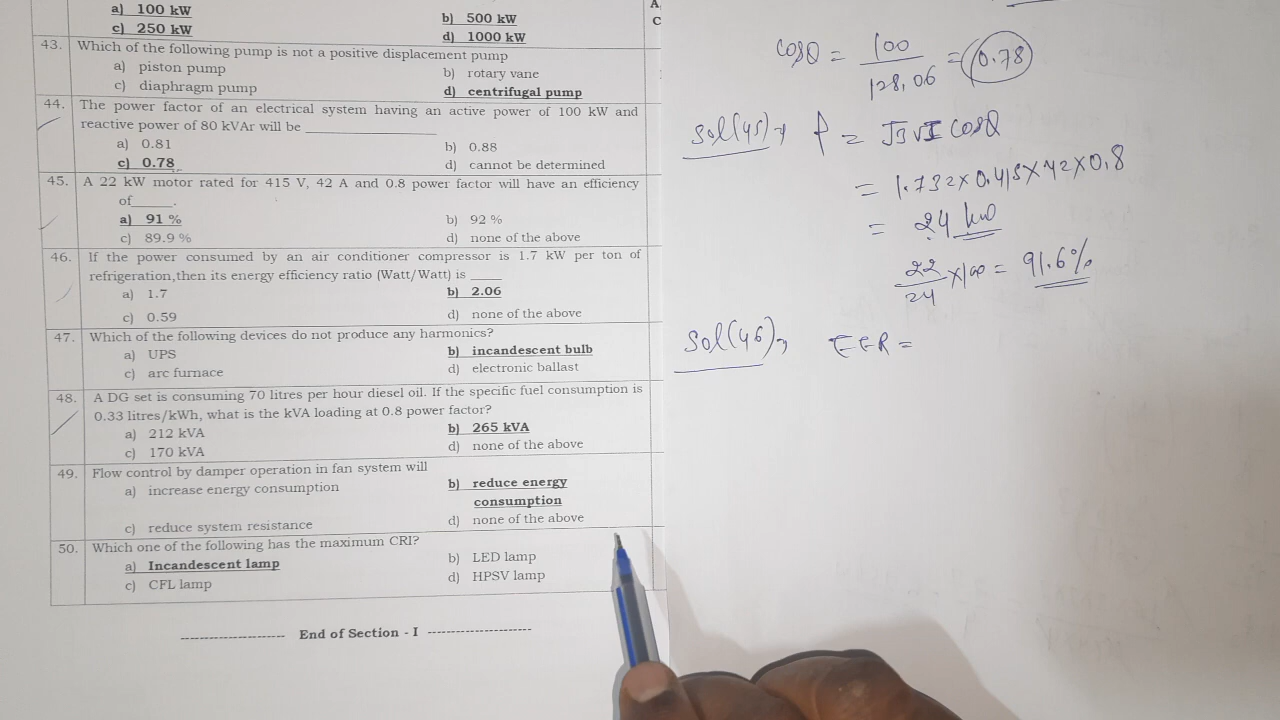 a) 100 kW b) 500 kW
c) 250 kW d) 1000 kW
A
C
43. Which of the following pump is not a positive displacement pump
a) piston pump b) rotary vane
c) diaphragm pump d) centrifugal pump
44. The power factor of an electrical system having an active power of 100 kW and
reactive power of 80 kVAr will be ___________________
a) 0.81 b) 0.88
c) 0.78 d) cannot be determined
45. A 22 kW motor rated for 415 V, 42 A and 0.8 power factor will have an efficiency
of______.
a) 91 % b) 92 %
c) 89.9 % d) none of the above
46. If the power consumed by an air condtioner compressor is 1.7 kW per ton of
refrigeration,then its energy efficiency ratio (Watt/Watt) is ____
a) 1.7 b) 2.06
c) 0.59 d) none of the above
47. Which of the following devices do not produce any harmonics?
a) UPS b) incandescent bulb
c) arc furnace d) electronic ballast
48. A DG set is consuming 70 litres per hour diesel oil. If the specific fuel consumption is
0.33 litres/kWh, what is the kVA loading at 0.8 power factor?
a) 212 kVA b) 265 kVA
c) 170 kVA d) none of the above
49. Flow control by damper operation in fan system will
a) increase energy consumption b) reduce energy
consumption
c) reduce system resistance d) none of the above
50. Which one of the following has the maximum CRI?
a) Incandescent lamp b) LED lamp
c) CFL lamp d) HPSV lamp
---------------------- End of Section - I ----------------------
cosθ = 100/128.06 = 0.78
Sol(45)→ P = √3 VI cosθ
= 1.732×0.415×42×0.8
= 24 kW
22/24 ×100 = 91.6%
Sol(46)→ EER =